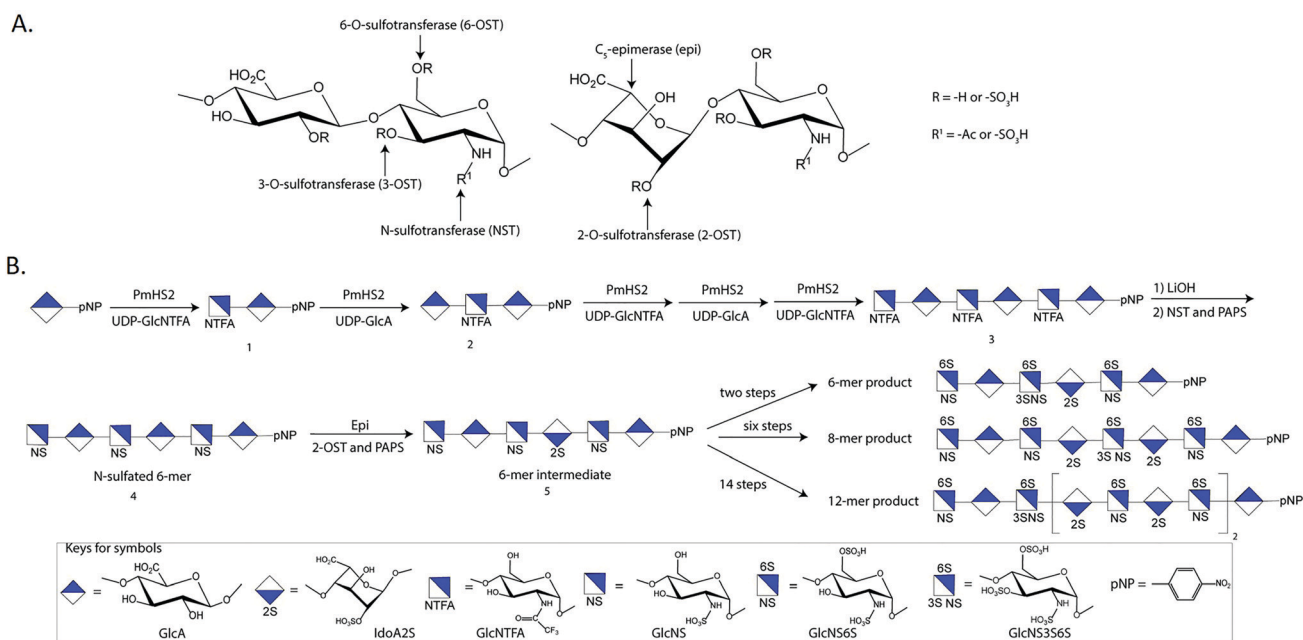 A.
6-O-sulfotransferase (6-OST)
C5-epimerase (epi)
OR
OR
HO2C
O
O
HO2C
OH
O
O
R = -H or -SO3H
O
HO
OR
O
RO
NH
R1
O
O
O
O
RO
NH
R1
O
R1 = -Ac or -SO3H
RO
3-O-sulfotransferase (3-OST)
N-sulfotransferase (NST)
2-O-sulfotransferase (2-OST)
B.
pNP PmHS2 UDP-GlcNTFA NTFA pNP PmHS2 UDP-GlcA NTFA pNP PmHS2 UDP-GlcNTFA PmHS2 UDP-GlcA PmHS2 UDP-GlcNTFA NTFA NTFA NTFA pNP 1) LiOH
2) NST and PAPS
1 2 3
NS NS NS pNP Epi 2-OST and PAPS NS NS 2S NS pNP
N-sulfated 6-mer
4
6-mer intermediate
5
two steps 6-mer product 6S NS 6S 3SNS 2S 6S NS pNP
six steps 8-mer product 6S NS 6S NS 2S 6S 3S NS 2S 6S NS pNP
14 steps 12-mer product 6S NS 6S 3SNS 2S 6S NS 2S 6S NS 2 pNP
Keys for symbols
= HO2C O O HO OH O
GlcA
2S = HO2C OH O O O HO3S
IdoA2S
NTFA = OH O O HO NH O O CF3
GlcNTFA
NS = OH O O HO NH HO3S O
GlcNS
6S NS = OSO3H O O HO NH HO3S O
GlcNS6S
6S 3S NS = OSO3H O O HO3SO NH HO3S O
GlcNS3S6S
pNP = NO2